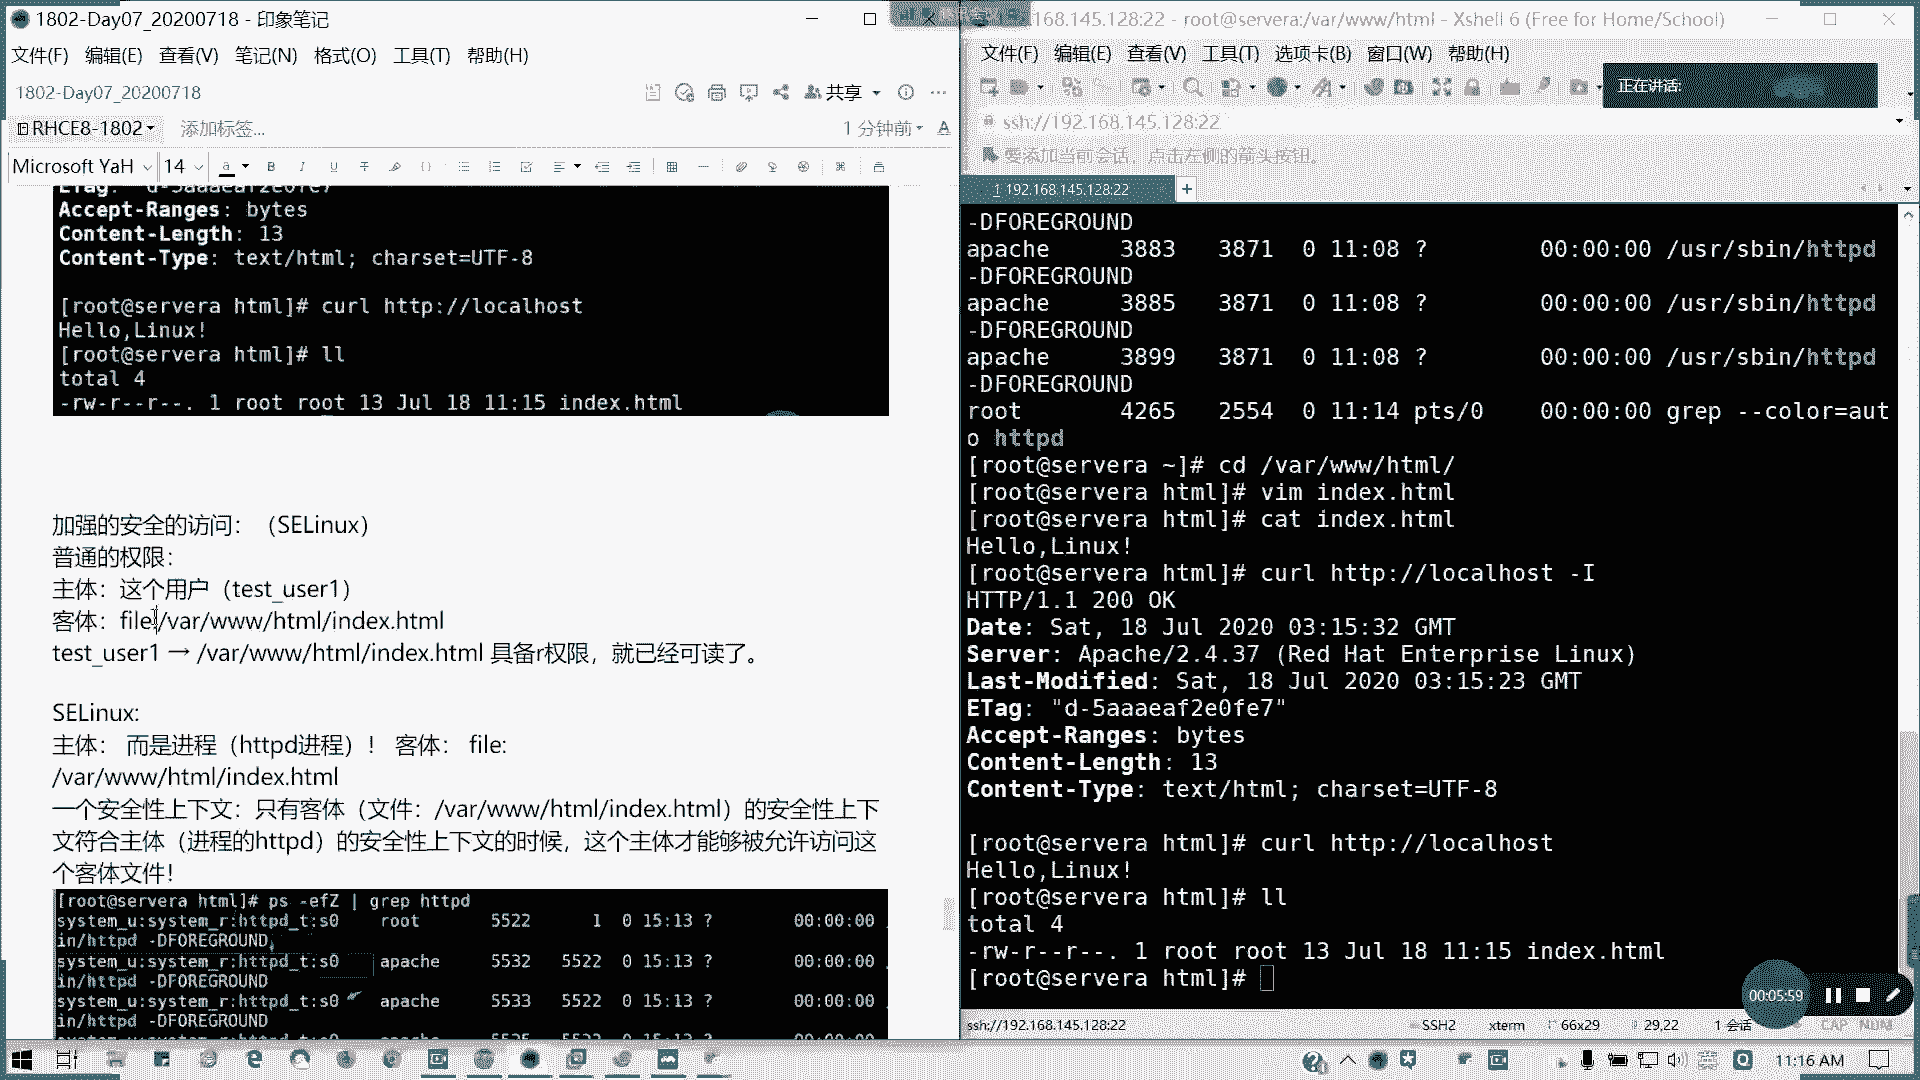 1802-Day07_20200718 - 印象笔记
文件(F) 编辑(E) 查看(V) 笔记(N) 格式(O) 工具(T) 帮助(H)
1802-Day07_20200718
共享
RHCE8-1802
添加标签...
1 分钟前
Microsoft YaH
14
ETag: "d-5aaaeaf2e0fe7"
Accept-Ranges: bytes
Content-Length: 13
Content-Type: text/html; charset=UTF-8
[root@servera html]# curl http://localhost
Hello,Linux!
[root@servera html]# ll
total 4
-rw-r--r--. 1 root root 13 Jul 18 11:15 index.html
加强的安全的访问：（SELinux）
普通的权限：
主体：这个用户（test_user1）
客体：file:/var/www/html/index.html
test_user1 → /var/www/html/index.html 具备r权限，就已经可读了。
SELinux:
主体： 而是进程（httpd进程）！ 客体： file:
/var/www/html/index.html
一个安全性上下文：只有客体（文件：/var/www/html/index.html）的安全性上下
文符合主体（进程的httpd）的安全性上下文的时候，这个主体才能够被允许访问这
个客体文件！
[root@servera html]# ps -efZ | grep httpd
system_u:system_r:httpd_t:s0 root 5522 1 0 15:13 ? 00:00:00
in/httpd -DFOREGROUND
system_u:system_r:httpd_t:s0 apache 5532 5522 0 15:13 ? 00:00:00
in/httpd -DFOREGROUND
system_u:system_r:httpd_t:s0 apache 5533 5522 0 15:13 ? 00:00:00
in/httpd -DFOREGROUND
168.145.128:22 - root@servera:/var/www/html - Xshell 6 (Free for Home/School)
文件(F) 编辑(E) 查看(V) 工具(T) 选项卡(B) 窗口(W) 帮助(H)
正在讲话:
ssh://192.168.145.128:22
要添加当前会话，点击左侧的箭头按钮。
1 192.168.145.128:22
-DFOREGROUND
apache 3883 3871 0 11:08 ? 00:00:00 /usr/sbin/httpd
-DFOREGROUND
apache 3885 3871 0 11:08 ? 00:00:00 /usr/sbin/httpd
-DFOREGROUND
apache 3899 3871 0 11:08 ? 00:00:00 /usr/sbin/httpd
-DFOREGROUND
root 4265 2554 0 11:14 pts/0 00:00:00 grep --color=aut
o httpd
[root@servera ~]# cd /var/www/html/
[root@servera html]# vim index.html
[root@servera html]# cat index.html
Hello,Linux!
[root@servera html]# curl http://localhost -I
HTTP/1.1 200 OK
Date: Sat, 18 Jul 2020 03:15:32 GMT
Server: Apache/2.4.37 (Red Hat Enterprise Linux)
Last-Modified: Sat, 18 Jul 2020 03:15:23 GMT
ETag: "d-5aaaeaf2e0fe7"
Accept-Ranges: bytes
Content-Length: 13
Content-Type: text/html; charset=UTF-8
[root@servera html]# curl http://localhost
Hello,Linux!
[root@servera html]# ll
total 4
-rw-r--r--. 1 root root 13 Jul 18 11:15 index.html
[root@servera html]#
00:05:59
ssh://192.168.145.128:22
SSH2 xterm 66x29 29,22 1 会话 CAP NUM
11:16 AM